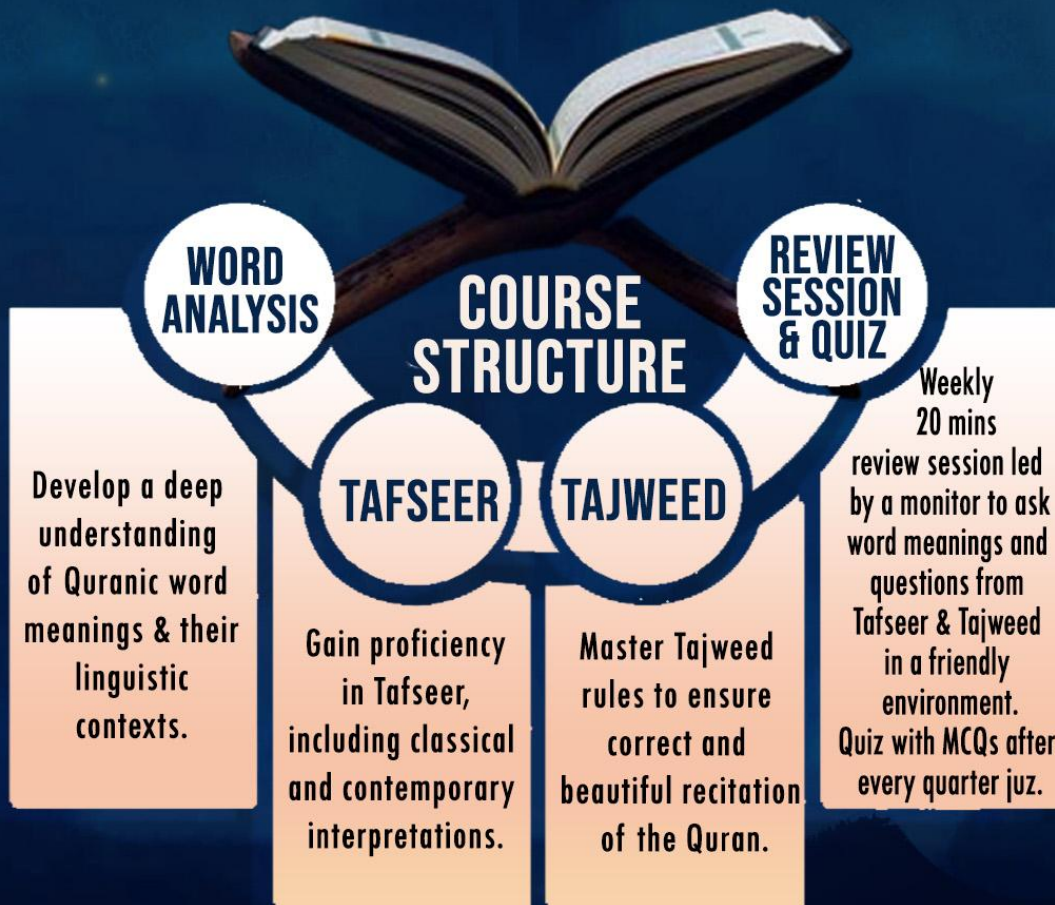 COURSE
STRUCTURE
WORD
ANALYSIS
Develop a deep
understanding
of Quranic word
meanings & their
linguistic
contexts.
TAFSEER
Gain proficiency
in Tafseer,
including classical
and contemporary
interpretations.
TAJWEED
Master Tajweed
rules to ensure
correct and
beautiful recitation
of the Quran.
REVIEW
SESSION
& QUIZ
Weekly
20 mins
review session led
by a monitor to ask
word meanings and
questions from
Tafseer & Tajweed
in a friendly
environment.
Quiz with MCQs after
every quarter juz.